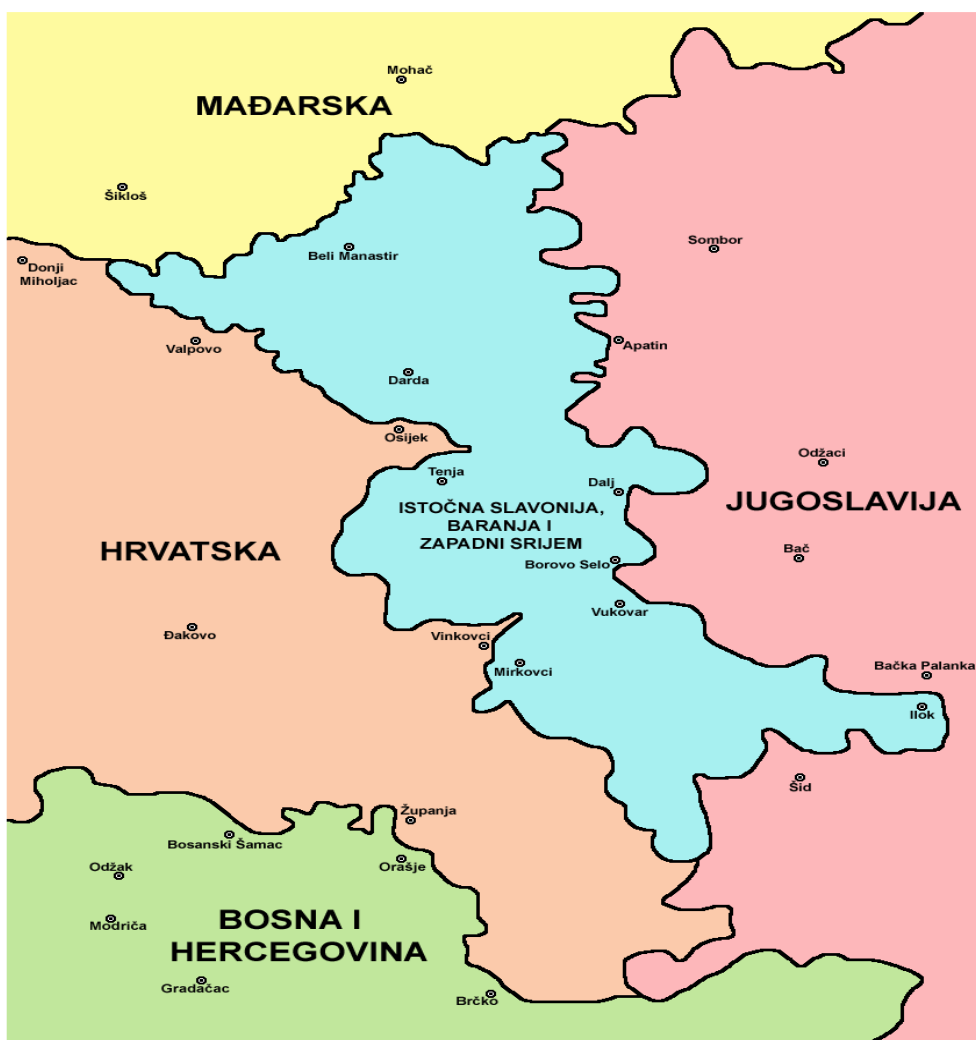 Mohač
MAĐARSKA
Šikloš
Sombor
Beli Manastir
Donji
Miholjac
Valpovo
Apatin
Darda
Osijek
Odžaci
Tenja
Dalj
JUGOSLAVIJA
ISTOČNA SLAVONIJA,
BARANJA I
ZAPADNI SRIJEM
HRVATSKA
Bač
Borovo Selo
Vukovar
Đakovo
Vinkovci
Mirkovci
Bačka Palanka
Ilok
Šid
Županja
Bosanski Šamac
Orašje
Odžak
Modriča
BOSNA I
HERCEGOVINA
Gradačac
Brčko